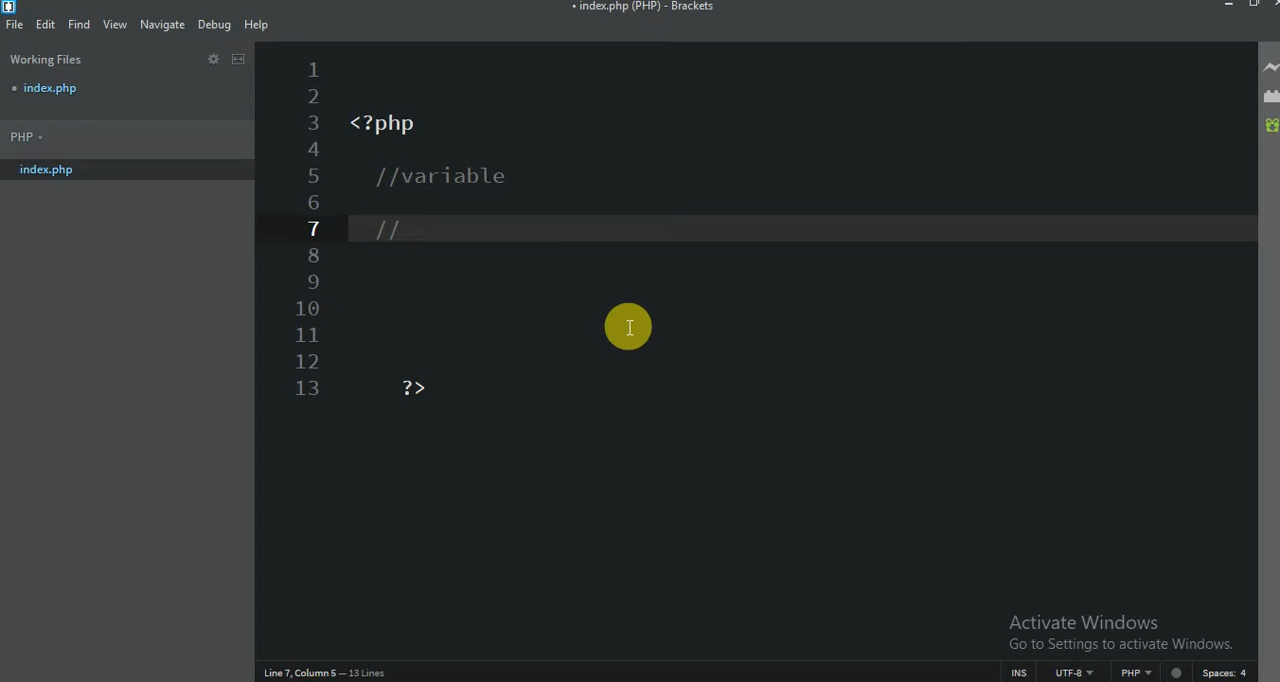 • index.php (PHP) - Brackets
File Edit Find View Navigate Debug Help
Working Files
• index.php
PHP
index.php
1
2
3 <?php
4
5 //variable
6
7 //
8
9
10
11
12
13 ?>
Activate Windows
Go to Settings to activate Windows.
Line 7, Column 5 — 13 Lines
INS UTF-8 PHP Spaces: 4